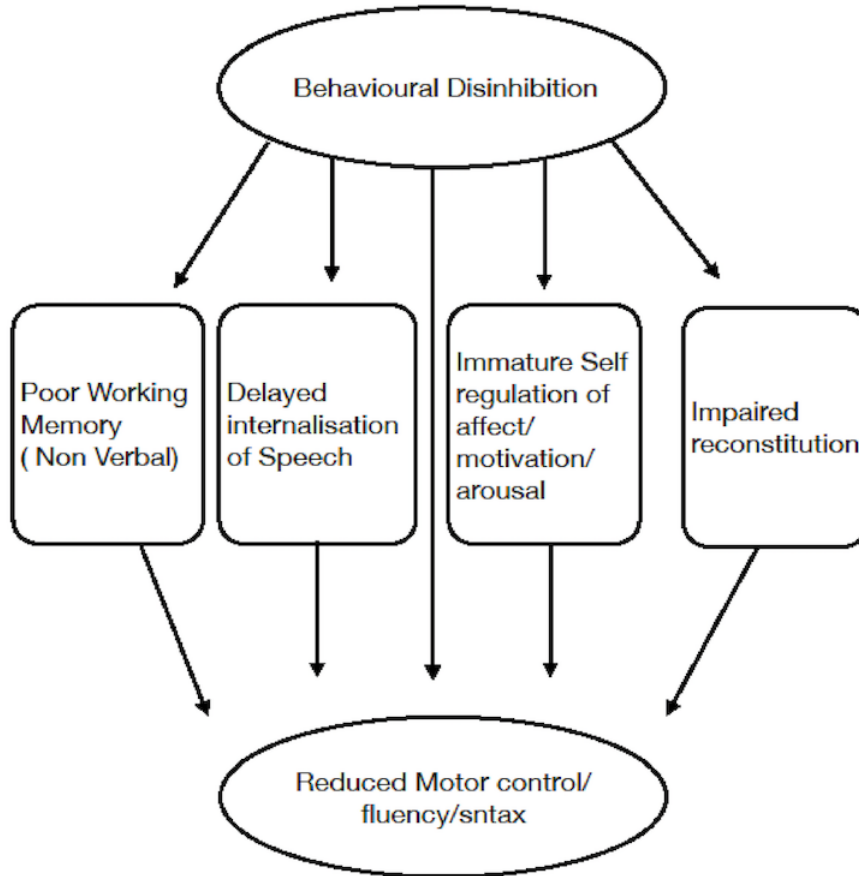 Behavioural Disinhibition
Poor Working
Memory
( Non Verbal)
Delayed
internalisation
of Speech
Immature Self
regulation of
affect/
motivation/
arousal
Impaired
reconstitution
Reduced Motor control/
fluency/sntax